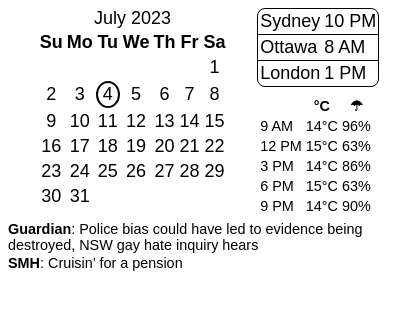 July 2023
Su Mo Tu We Th Fr Sa
1
2 3 4 5 6 7 8
9 10 11 12 13 14 15
16 17 18 19 20 21 22
23 24 25 26 27 28 29
30 31
Sydney 10 PM
Ottawa 8 AM
London 1 PM
°C ☂
9 AM 14°C 96%
12 PM 15°C 63%
3 PM 14°C 86%
6 PM 15°C 63%
9 PM 14°C 90%
Guardian: Police bias could have led to evidence being
destroyed, NSW gay hate inquiry hears
SMH: Cruisin’ for a pension